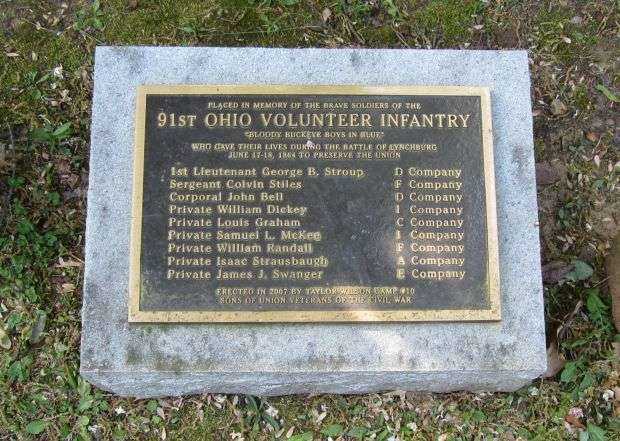 PLACED IN MEMORY OF THE BRAVE SOLDIERS OF THE
91ST OHIO VOLUNTEER INFANTRY
"BLOODY BUCKEYE BOYS IN BLUE"
WHO GAVE THEIR LIVES DURING THE BATTLE OF LYNCHBURG
JUNE 17-18, 1864 TO PRESERVE THE UNION
1st Lieutenant George B. Stroup D Company
Sergeant Colvin Stiles F Company
Corporal John Bell D Company
Private William Dickey I Company
Private Louis Graham C Company
Private Samuel L. McKee I Company
Private William Randall F Company
Private Isaac Strausbaugh A Company
Private James J. Swanger E Company
ERECTED IN 2007 BY TAYLOR-WILSON CAMP #10
SONS OF UNION VETERANS OF THE CIVIL WAR